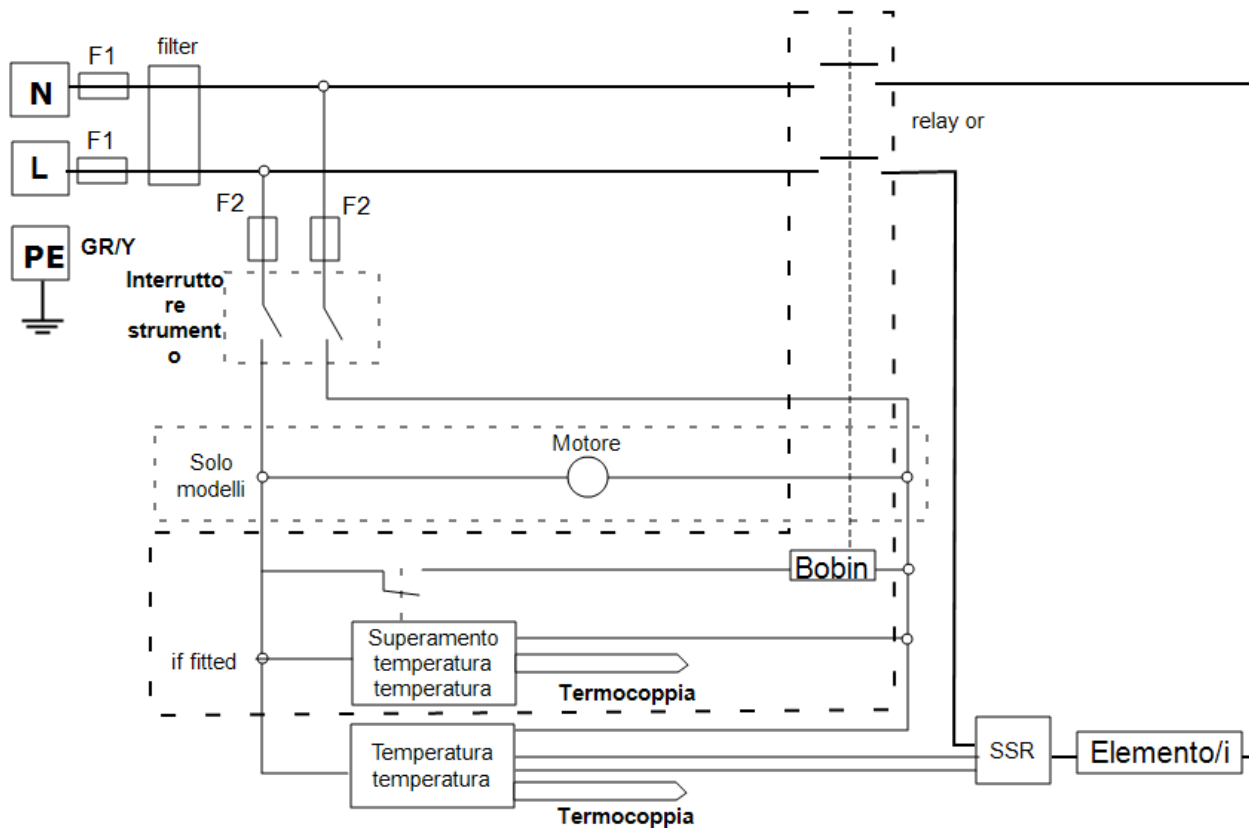 filter
F1
N
relay or
F1
L
F2
F2
PE
GR/Y
Interrutto
re
strument
o
Motore
Solo
modelli
Bobin
Superamento
temperatura
temperatura
if fitted
Termocoppia
Temperatura
temperatura
SSR
Elemento/i
Termocoppia